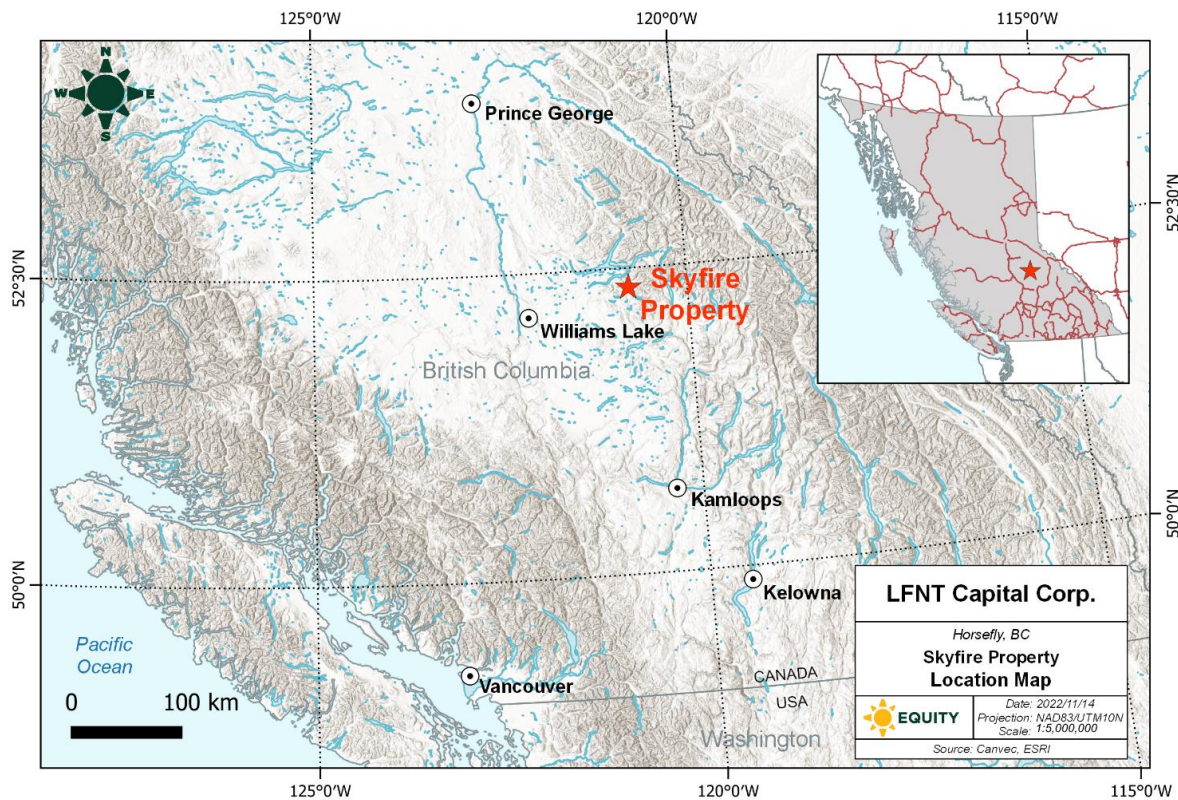 125°0'W
120°0'W
115°0'W
N
W
E
S
Prince George
52°30'N
52°30'N
Skyfire
Property
Williams Lake
British Columbia
Kamloops
50°0'N
50°0'N
Kelowna
Pacific
Ocean
Vancouver
0 100 km
CANADA
USA
Washington
LFNT Capital Corp.
Horsefly, BC
Skyfire Property
Location Map
EQUITY
Date: 2022/11/14
Projection: NAD83/UTM10N
Scale: 1:5,000,000
Source: Canvec, ESRI
125°0'W
120°0'W
115°0'W